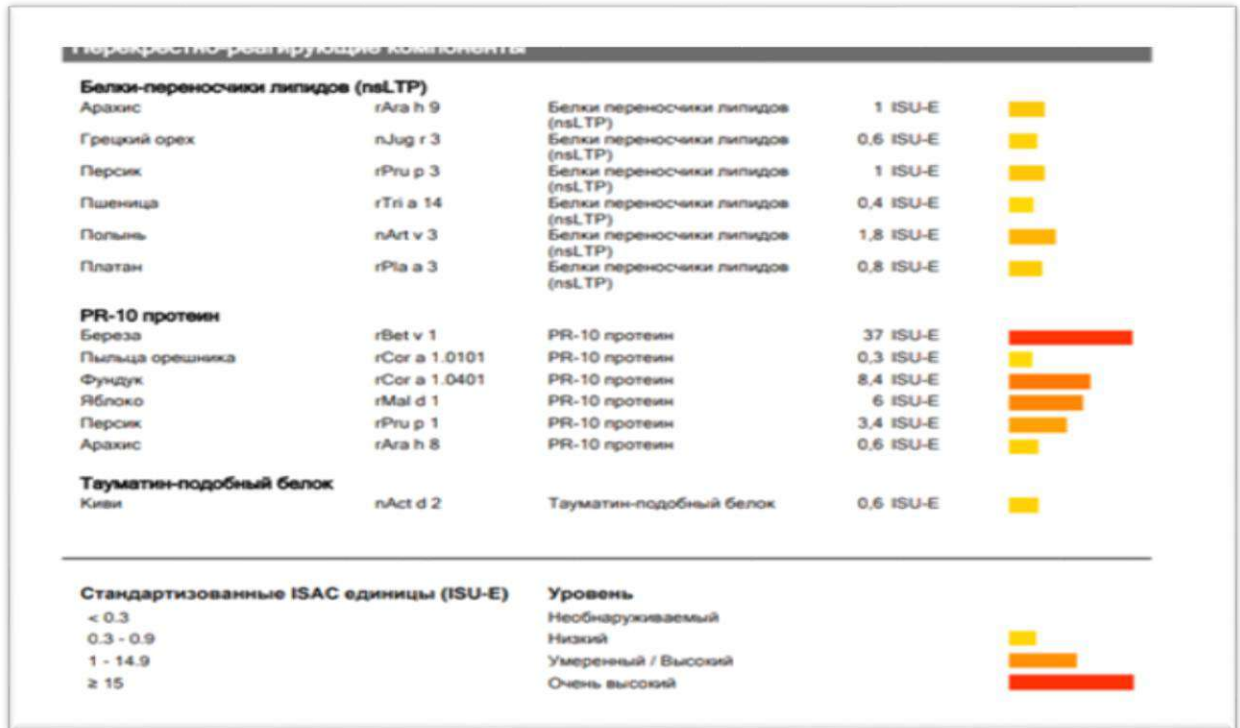 Перекрестно-реагирующие компоненты
Белки-переносчики липидов (nsLTP)
Арахис rAra h 9 Белки переносчики липидов 1 ISU-E
(nsLTP)
Грецкий орех nJug r 3 Белки переносчики липидов 0,6 ISU-E
(nsLTP)
Персик rPru p 3 Белки переносчики липидов 1 ISU-E
(nsLTP)
Пшеница rTri a 14 Белки переносчики липидов 0,4 ISU-E
(nsLTP)
Полынь nArt v 3 Белки переносчики липидов 1,8 ISU-E
(nsLTP)
Платан rPla a 3 Белки переносчики липидов 0,8 ISU-E
(nsLTP)
PR-10 протеин
Береза rBet v 1 PR-10 протеин 37 ISU-E
Пыльца орешника rCor a 1.0101 PR-10 протеин 0,3 ISU-E
Фундук rCor a 1.0401 PR-10 протеин 8,4 ISU-E
Яблоко rMal d 1 PR-10 протеин 6 ISU-E
Персик rPru p 1 PR-10 протеин 3,4 ISU-E
Арахис rAra h 8 PR-10 протеин 0,6 ISU-E
Тауматин-подобный белок
Киви nAct d 2 Тауматин-подобный белок 0,6 ISU-E
Стандартизованные ISAC единицы (ISU-E) Уровень
< 0.3 Необнаруживаемый
0.3 - 0.9 Низкий
1 - 14.9 Умеренный / Высокий
≥ 15 Очень высокий